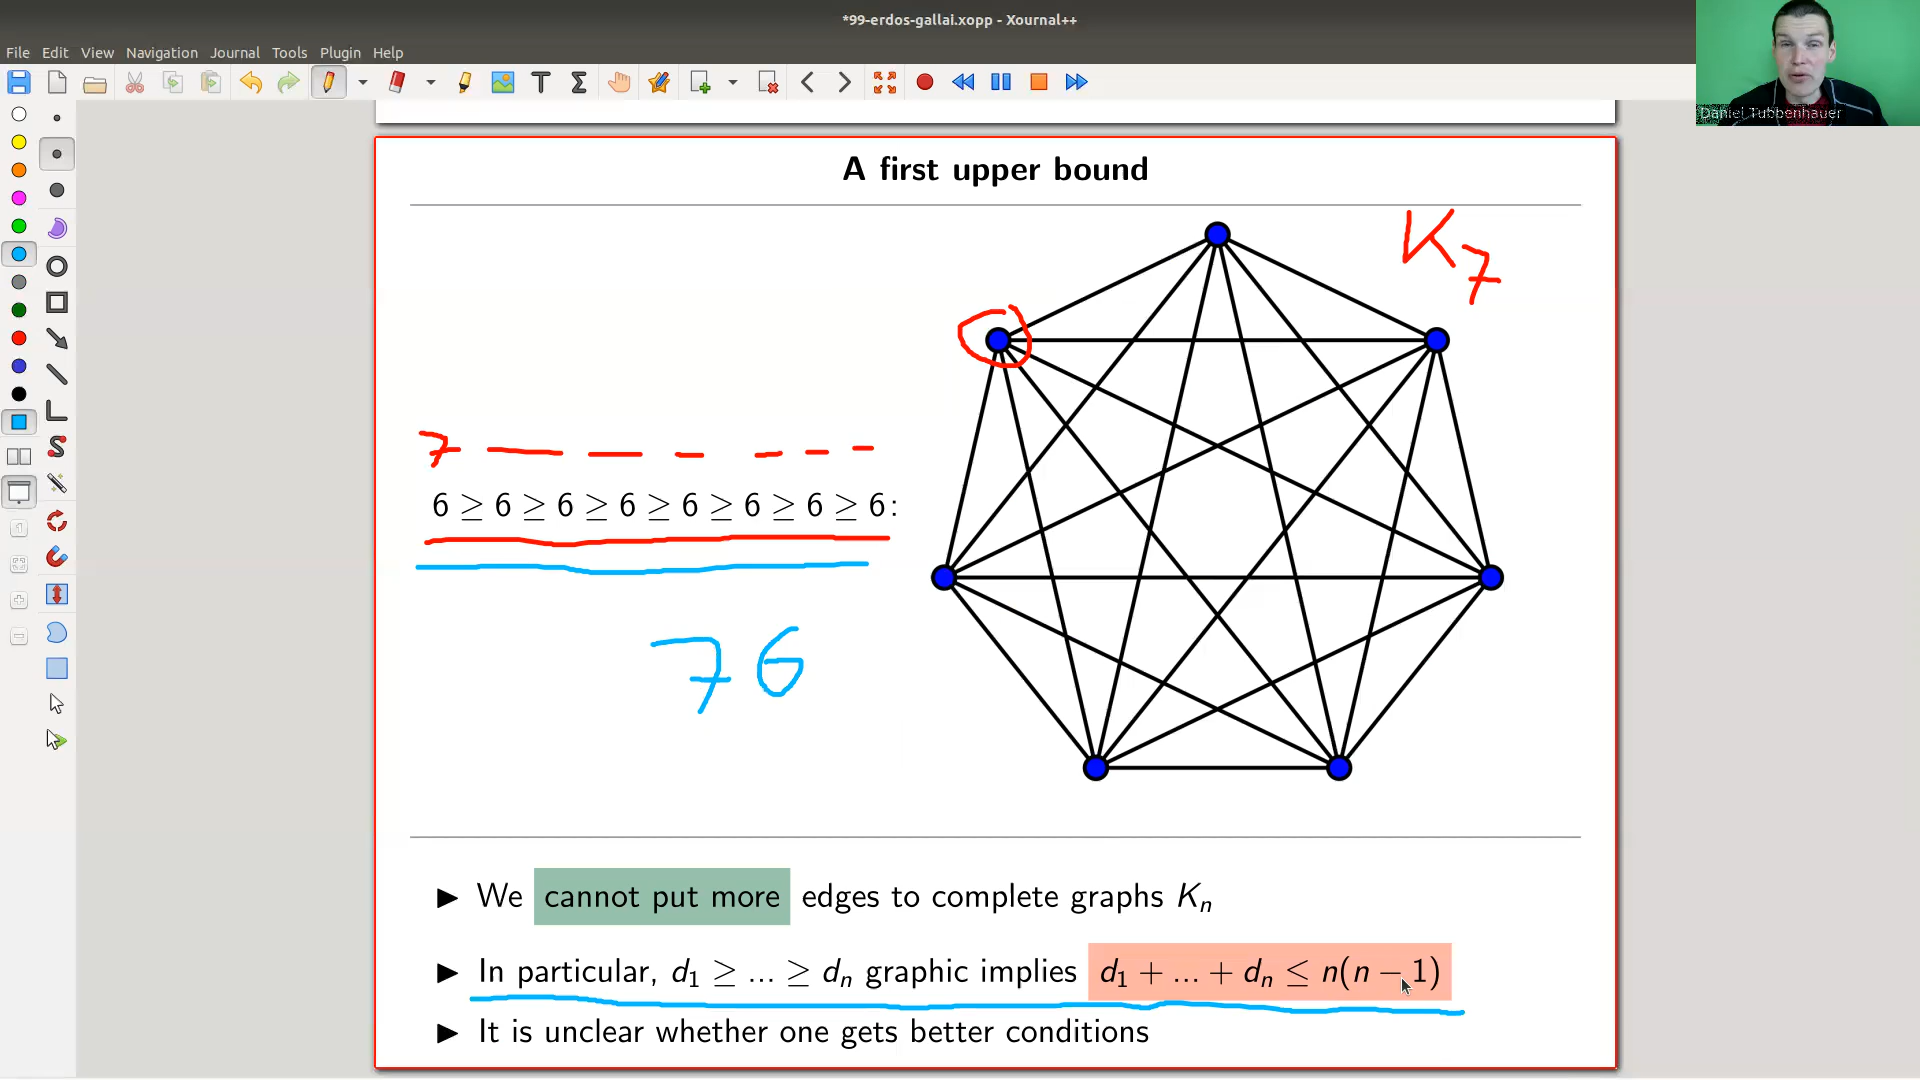 *99-erdos-gallai.xopp - Xournal++
File Edit View Navigation Journal Tools Plugin Help
Daniel Tubbenhauer
A first upper bound
K7
7
6 ≥ 6 ≥ 6 ≥ 6 ≥ 6 ≥ 6 ≥ 6 ≥ 6:
7 6
▶ We cannot put more edges to complete graphs Kn
▶ In particular, d1 ≥ ... ≥ dn graphic implies d1 + ... + dn ≤ n(n − 1)
▶ It is unclear whether one gets better conditions